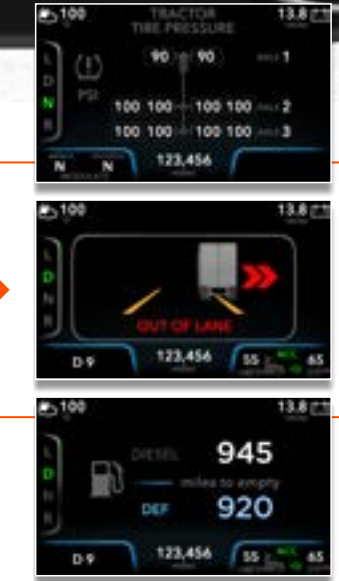 100 TRACTOR 13.8
TIRE PRESSURE
L
D
N
R
PSI
90 90 AXLE 1
100 100 100 100 AXLE 2
100 100 100 100 AXLE 3
N N
123,456
100 13.8
L
D
N
R
OUT OF LANE
D 9 123,456 55 ACC 65
100 13.8
L
D
N
R
DIESEL 945
miles to empty
DEF 920
D 9 123,456 55 ACC 65